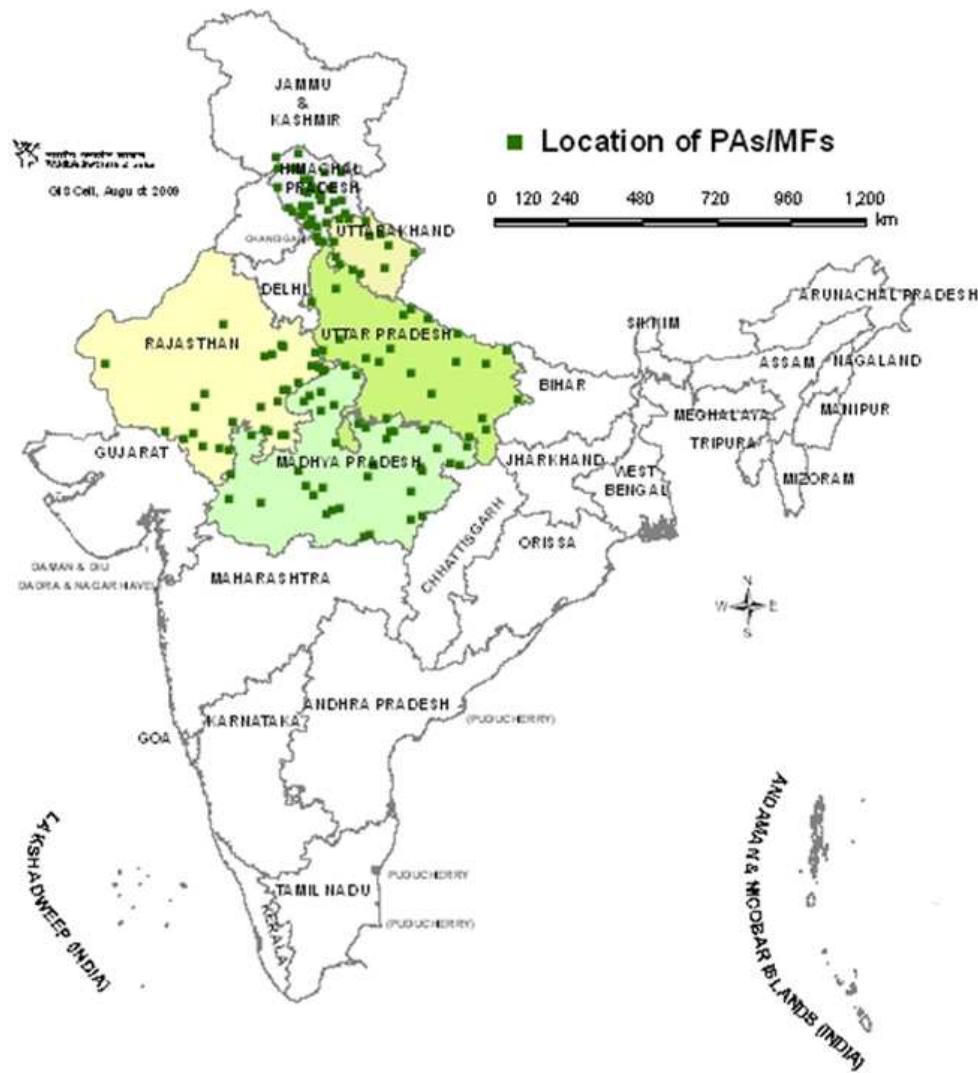 JAMMU
&
KASHMIR
Location of PAs/MFs
GIS Cell, August 2009
HIMACHAL
PRADESH
0 120 240 480 720 960 1,200
km
UTTARAKHAND
CHANDIGARH
DELHI
ARUNACHAL PRADESH
RAJASTHAN
UTTAR PRADESH
SIKKIM
ASSAM
NAGALAND
BIHAR
MEGHALAYA
MANIPUR
TRIPURA
GUJARAT
MADHYA PRADESH
JHARKHAND
WEST
BENGAL
MIZORAM
CHHATTISGARH
ORISSA
DAMAN & DIU
DADRA & NAGAR HAVELI
MAHARASHTRA
N
W E
S
ANDHRA PRADESH
KARNATAKA
(PUDUCHERRY)
GOA
LAKSHADWEEP (INDIA)
ANDAMAN & NICOBAR ISLANDS (INDIA)
PUDUCHERRY
TAMIL NADU
KERALA
(PUDUCHERRY)